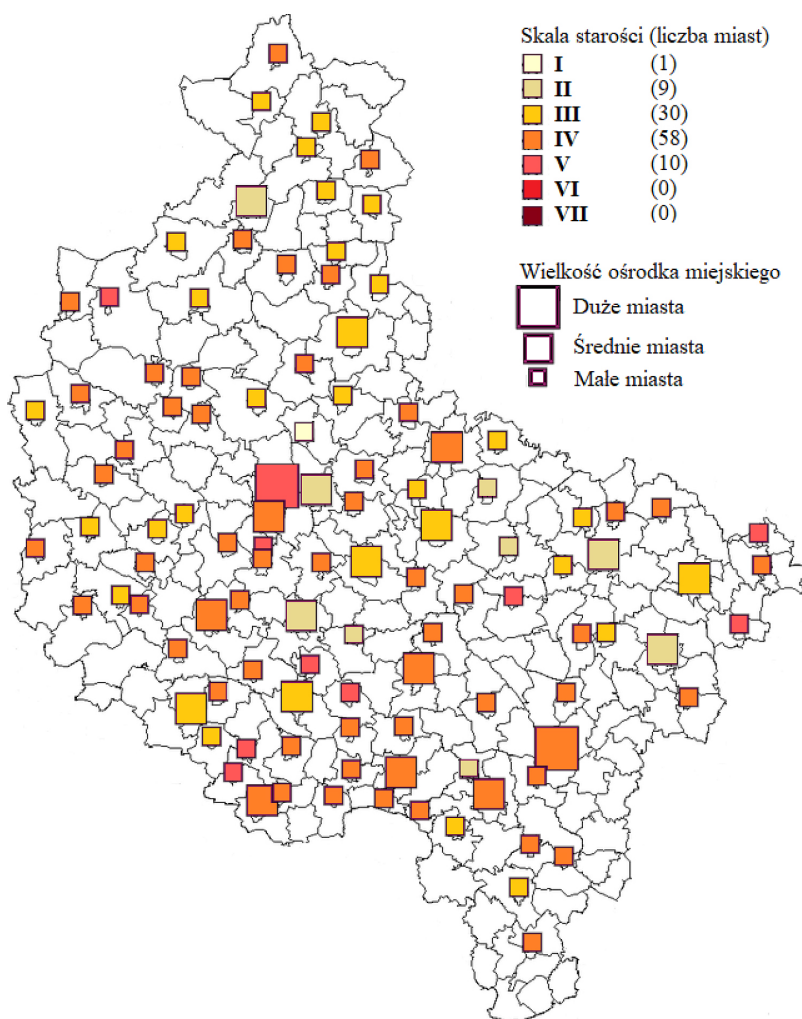 Skala starości (liczba miast)
I (1)
II (9)
III (30)
IV (58)
V (10)
VI (0)
VII (0)
Wielkość ośrodka miejskiego
Duże miasta
Średnie miasta
Małe miasta